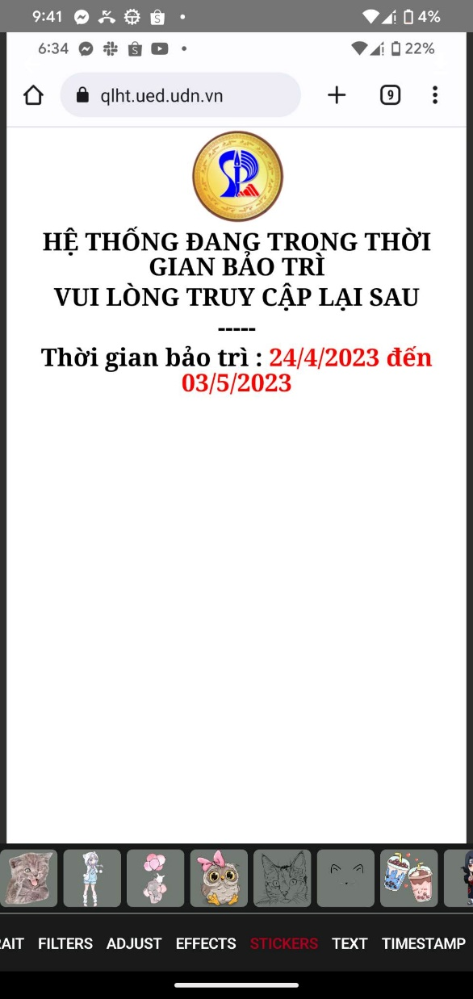 9:41
4%
6:34
22%
qlht.ued.udn.vn
9
HỆ THỐNG ĐANG TRONG THỜI
GIAN BẢO TRÌ
VUI LÒNG TRUY CẬP LẠI SAU
-----
Thời gian bảo trì : 24/4/2023 đến
03/5/2023
AIT FILTERS ADJUST EFFECTS STICKERS TEXT TIMESTAMP